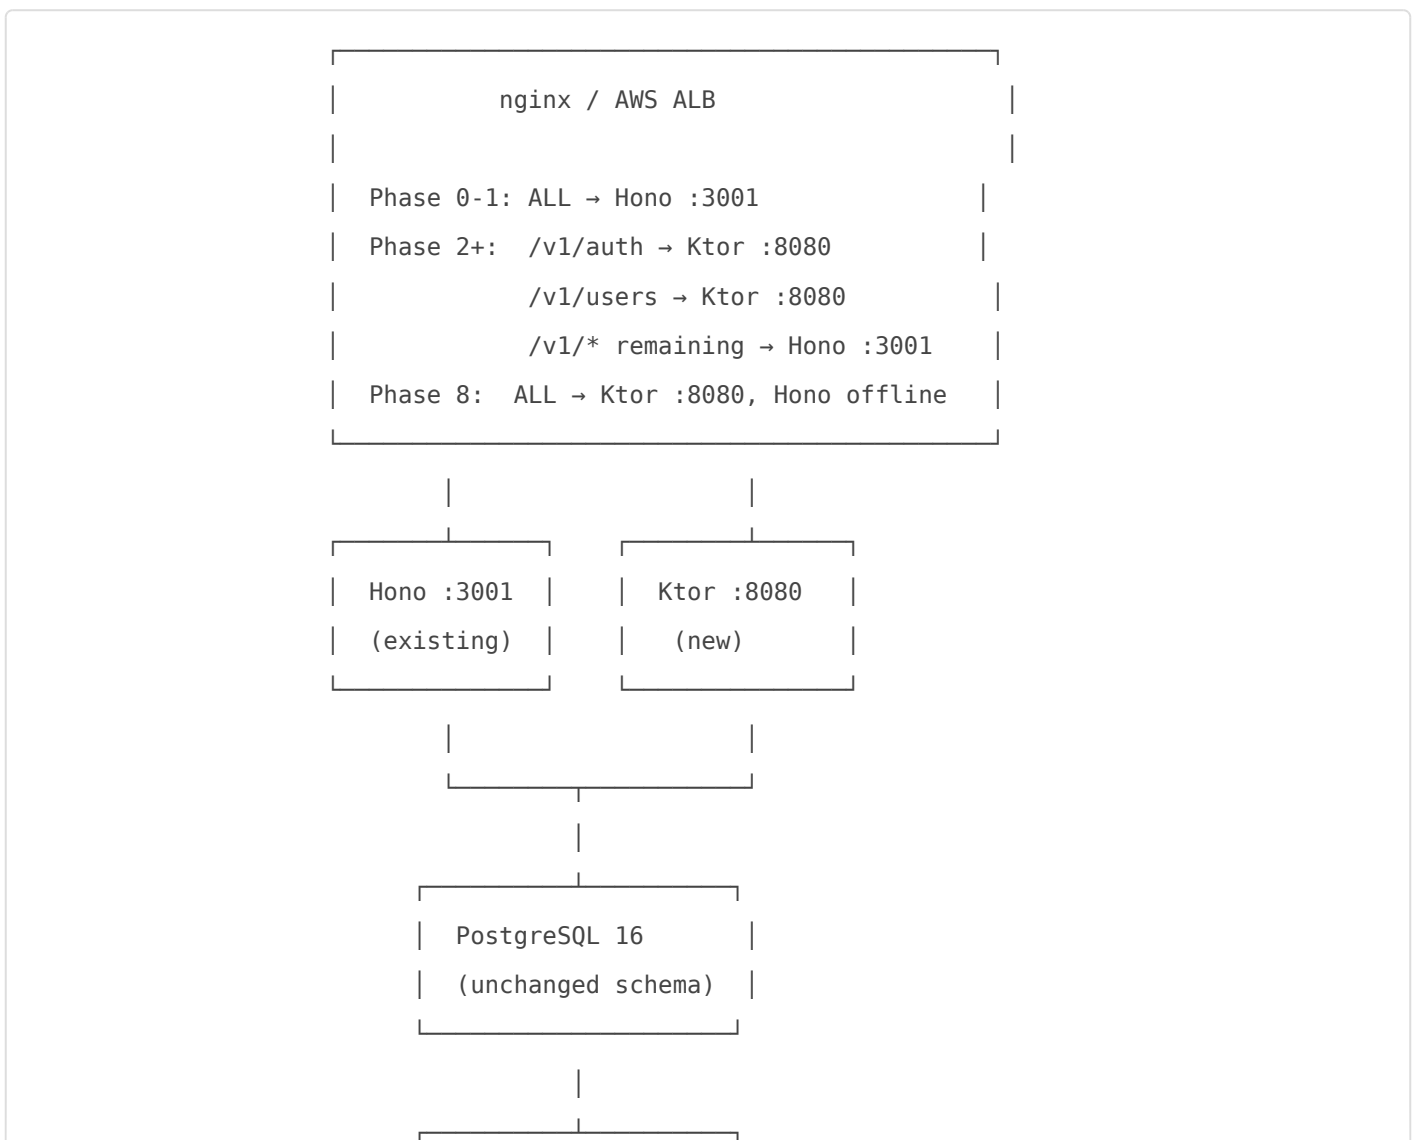 nginx / AWS ALB
Phase 0-1: ALL → Hono :3001
Phase 2+:  /v1/auth → Ktor :8080
/v1/users → Ktor :8080
/v1/* remaining → Hono :3001
Phase 8:  ALL → Ktor :8080, Hono offline
Hono :3001    Ktor :8080
(existing)    (new)
PostgreSQL 16
(unchanged schema)